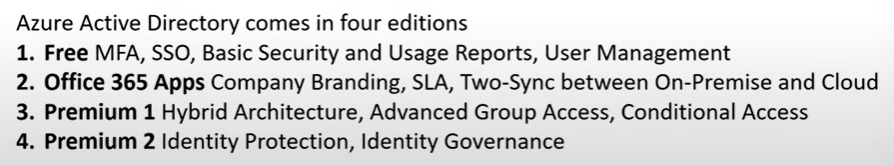 Azure Active Directory comes in four editions
1. Free MFA, SSO, Basic Security and Usage Reports, User Management
2. Office 365 Apps Company Branding, SLA, Two-Sync between On-Premise and Cloud
3. Premium 1 Hybrid Architecture, Advanced Group Access, Conditional Access
4. Premium 2 Identity Protection, Identity Governance